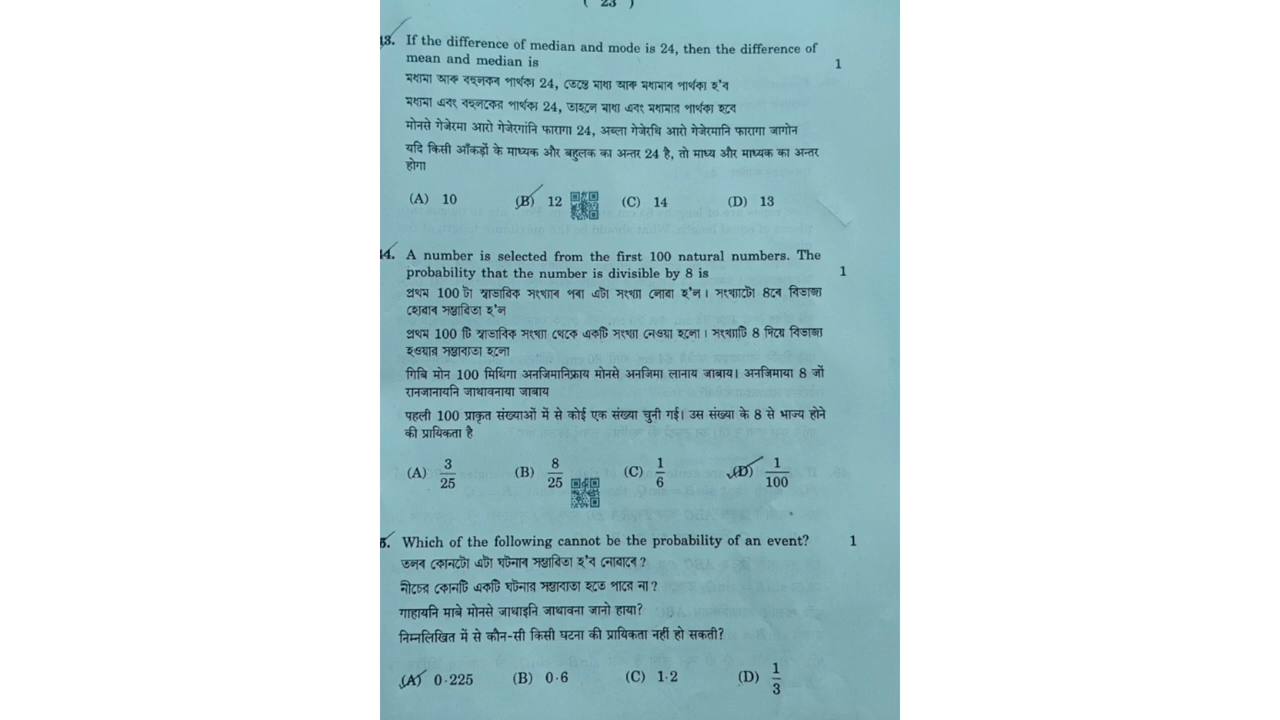 ( 23 )
13. If the difference of median and mode is 24, then the difference of
mean and median is 1
মধ্যমা আৰু বহুলকৰ পাৰ্থক্য 24, তেন্তে মাধ্য আৰু মধ্যমাৰ পাৰ্থক্য হ'ব
মধ্যমা এবং বহুলকের পার্থক্য 24, তাহলে মাধ্য এবং মধ্যমার পার্থক্য হবে
मोनसे गेजेरमा आरो गेजेरगांनि फारागा 24, अब्ला गेजेरथि आरो गेजेरमानि फारागा जागोन
यदि किसी आँकड़ों के माध्यक और बहुलक का अन्तर 24 है, तो माध्य और माध्यक का अन्तर
होगा
(A) 10 (B) 12 (C) 14 (D) 13
14. A number is selected from the first 100 natural numbers. The
probability that the number is divisible by 8 is 1
প্ৰথম 100 টা স্বাভাৱিক সংখ্যাৰ পৰা এটা সংখ্যা লোৱা হ'ল। সংখ্যাটো 8ৰে বিভাজ্য
হোৱাৰ সম্ভাৱিতা হ'ল
প্রথম 100 টি স্বাভাবিক সংখ্যা থেকে একটি সংখ্যা নেওয়া হলো। সংখ্যাটি 8 দিয়ে বিভাজ্য
হওয়ার সম্ভাব্যতা হলো
गिबि मोन 100 मिथिंगा अनजिमानिफ्राय मोनसे अनजिमा लानाय जाबाय। अनजिमाया 8 जों
रानजानायनि जाथावनाया जाबाय
पहली 100 प्राकृत संख्याओं में से कोई एक संख्या चुनी गई। उस संख्या के 8 से भाज्य होने
की प्रायिकता है
(A) 3/25 (B) 8/25 (C) 1/6 (D) 1/100
5. Which of the following cannot be the probability of an event? 1
তলৰ কোনটো এটা ঘটনাৰ সম্ভাৱিতা হ'ব নোৱাৰে?
নীচের কোনটি একটি ঘটনার সম্ভাব্যতা হতে পারে না?
गाहायनि माबे मोनसे जाथाइनि जाथावना जानो हाया?
निम्नलिखित में से कौन-सी किसी घटना की प्रायिकता नहीं हो सकती?
(A) 0·225 (B) 0·6 (C) 1·2 (D) 1/3